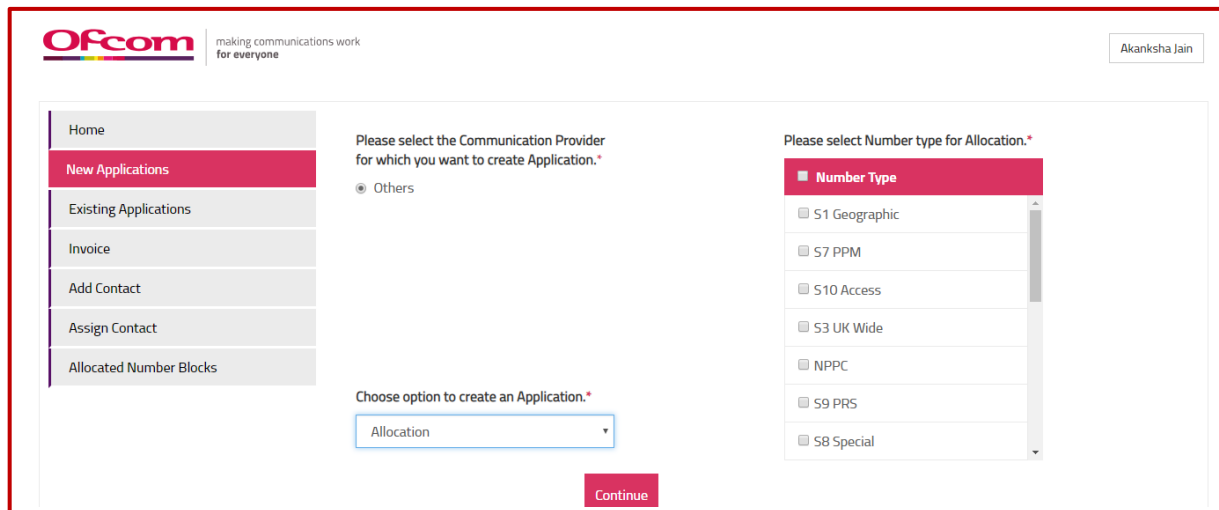 Ofcom
making communications work
for everyone
Akanksha Jain
Home
New Applications
Existing Applications
Invoice
Add Contact
Assign Contact
Allocated Number Blocks
Please select the Communication Provider
for which you want to create Application.*
Others
Choose option to create an Application.*
Allocation
Please select Number type for Allocation.*
Number Type
S1 Geographic
S7 PPM
S10 Access
S3 UK Wide
NPPC
S9 PRS
S8 Special
Continue